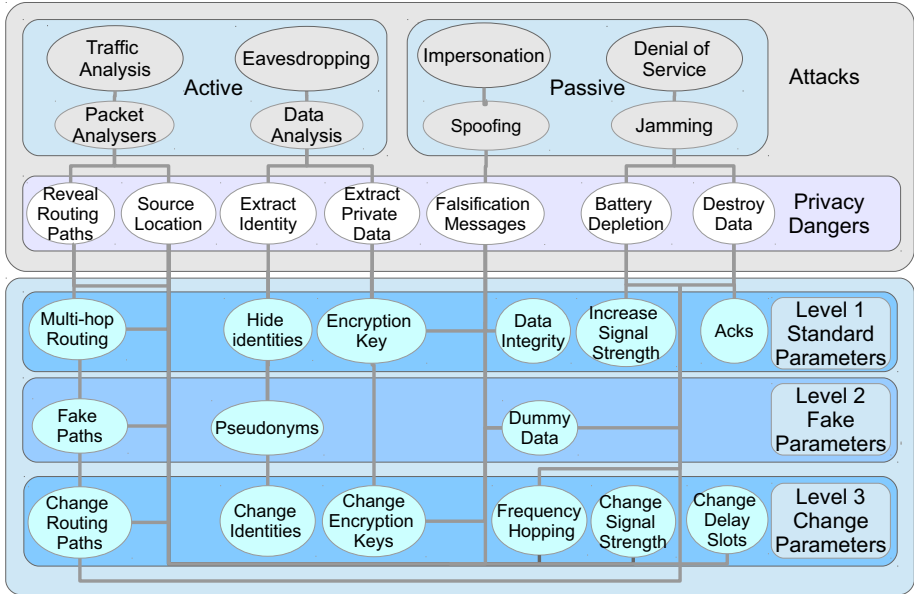 Traffic
Analysis
Eavesdropping
Active
Packet
Analysers
Data
Analysis
Impersonation
Denial of
Service
Passive
Spoofing
Jamming
Attacks
Reveal
Routing
Paths
Source
Location
Extract
Identity
Extract
Private
Data
Falsification
Messages
Battery
Depletion
Destroy
Data
Privacy
Dangers
Multi-hop
Routing
Hide
identities
Encryption
Key
Data
Integrity
Increase
Signal
Strength
Acks
Level 1
Standard
Parameters
Fake
Paths
Pseudonyms
Dummy
Data
Level 2
Fake
Parameters
Change
Routing
Paths
Change
Identities
Change
Encryption
Keys
Frequency
Hopping
Change
Signal
Strength
Change
Delay
Slots
Level 3
Change
Parameters